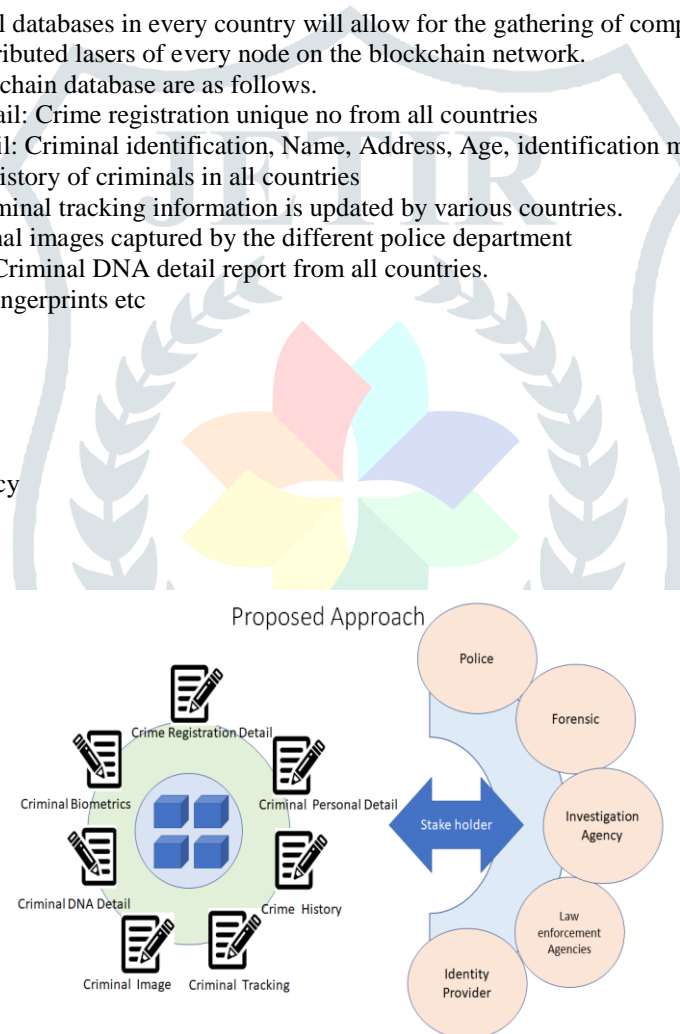 l databases in every country will allow for the gathering of comp
ributed lasers of every node on the blockchain network.
chain database are as follows.
ail: Crime registration unique no from all countries
il: Criminal identification, Name, Address, Age, identification m
istory of criminals in all countries
minal tracking information is updated by various countries.
nal images captured by the different police department
Criminal DNA detail report from all countries.
ingerprints etc
cy
JETIR
Proposed Approach
Crime Registration Detail
Criminal Biometrics
Criminal Personal Detail
Criminal DNA Detail
Crime History
Criminal Image
Criminal Tracking
Stake holder
Police
Forensic
Investigation
Agency
Law
enforcement
Agencies
Identity
Provider